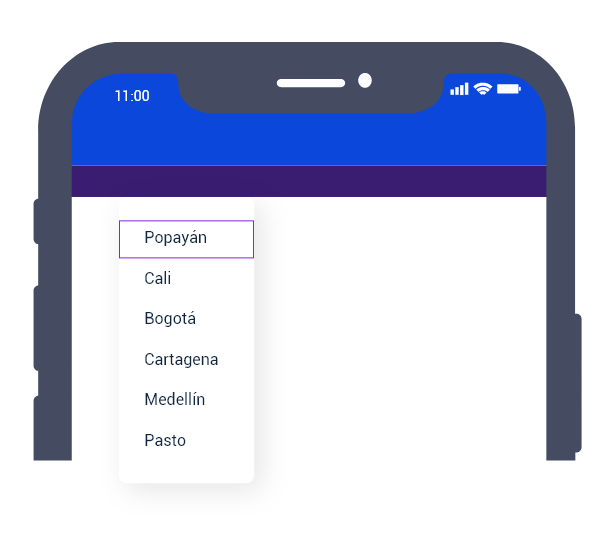 11:00
Popayán
Cali
Bogotá
Cartagena
Medellín
Pasto